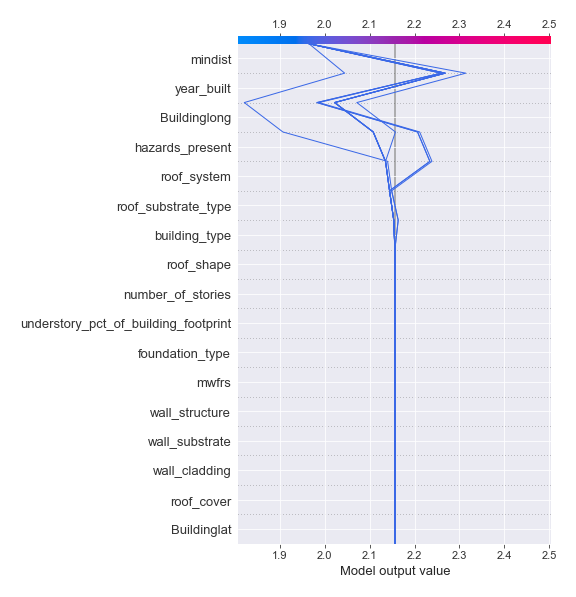 1.9 2.0 2.1 2.2 2.3 2.4 2.5
mindist
year_built
Buildinglong
hazards_present
roof_system
roof_substrate_type
building_type
roof_shape
number_of_stories
understory_pct_of_building_footprint
foundation_type
mwfrs
wall_structure
wall_substrate
wall_cladding
roof_cover
Buildinglat
1.9 2.0 2.1 2.2 2.3 2.4 2.5
Model output value